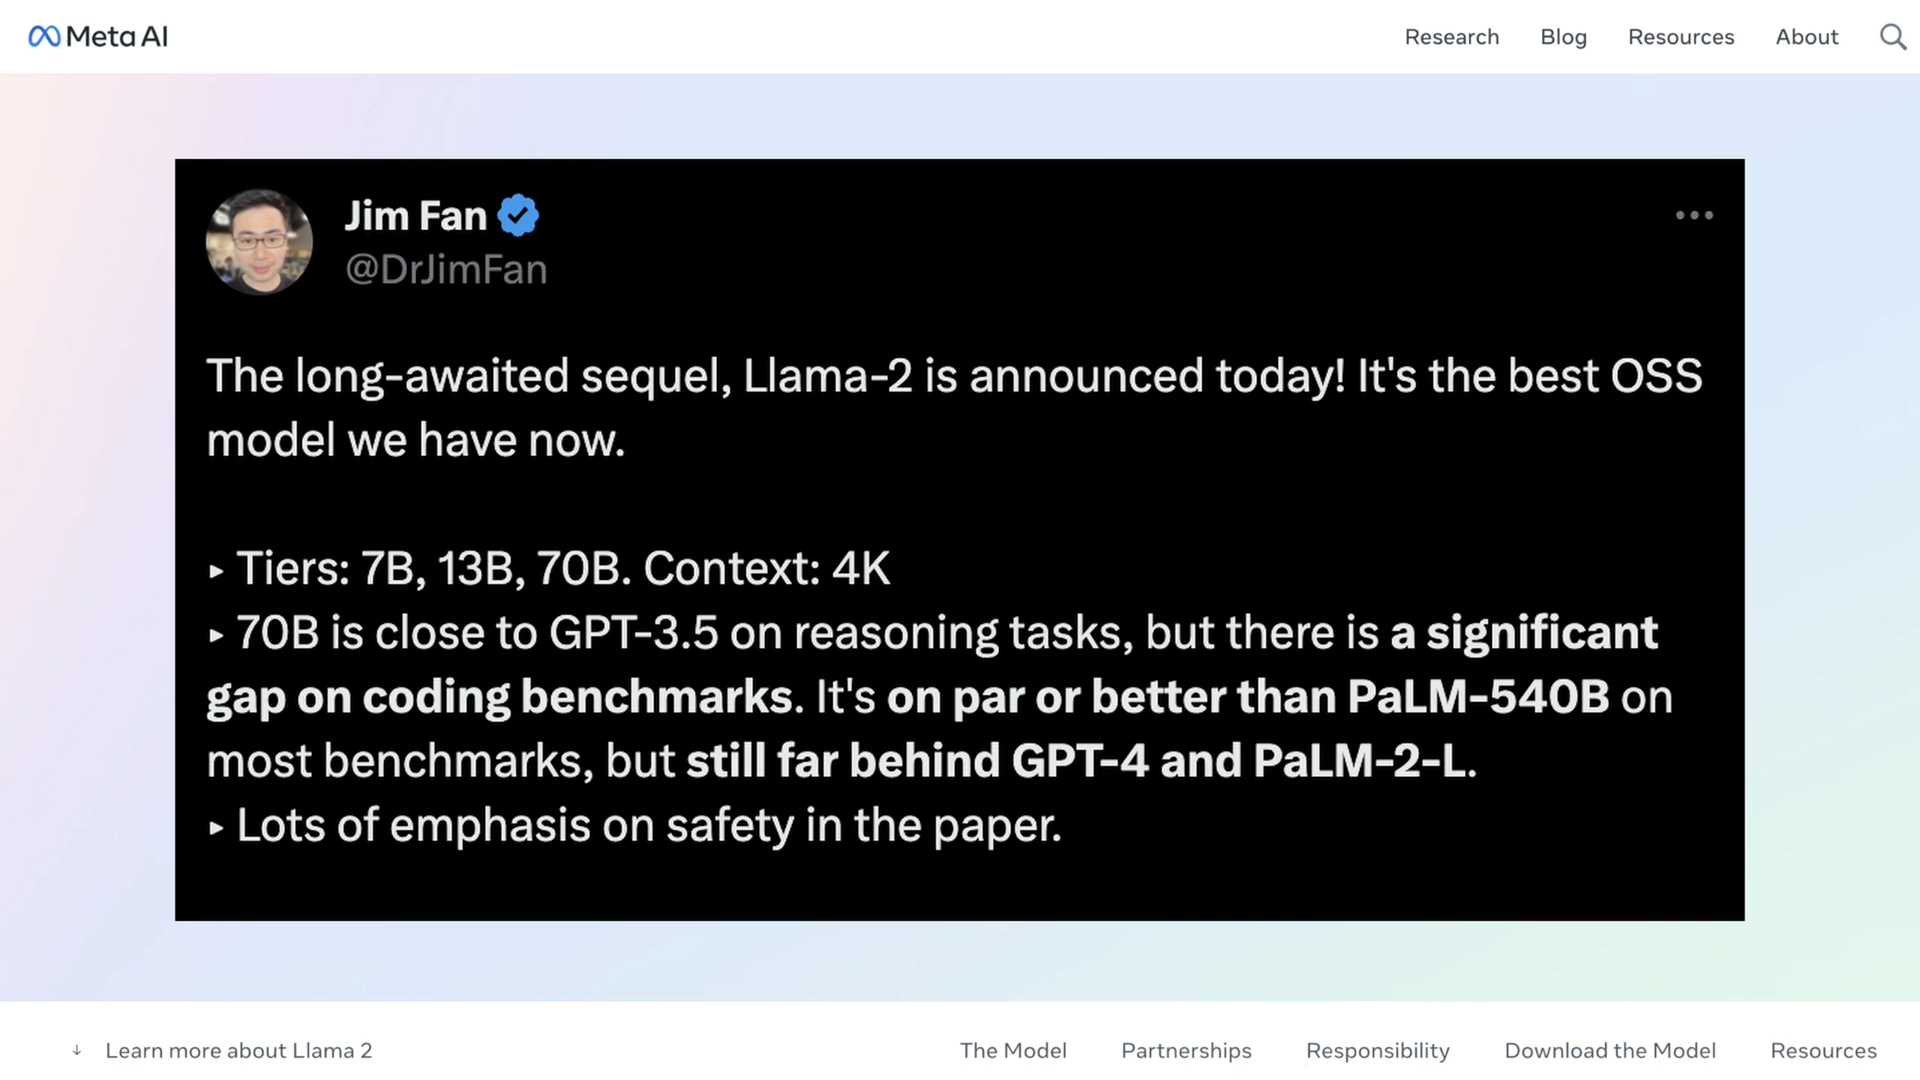 Meta AI
Research
Blog
Resources
About
Jim Fan
@DrJimFan
The long-awaited sequel, Llama-2 is announced today! It's the best OSS
model we have now.
▸ Tiers: 7B, 13B, 70B. Context: 4K
▸ 70B is close to GPT-3.5 on reasoning tasks, but there is a significant
gap on coding benchmarks. It's on par or better than PaLM-540B on
most benchmarks, but still far behind GPT-4 and PaLM-2-L.
▸ Lots of emphasis on safety in the paper.
↓ Learn more about Llama 2
The Model
Partnerships
Responsibility
Download the Model
Resources